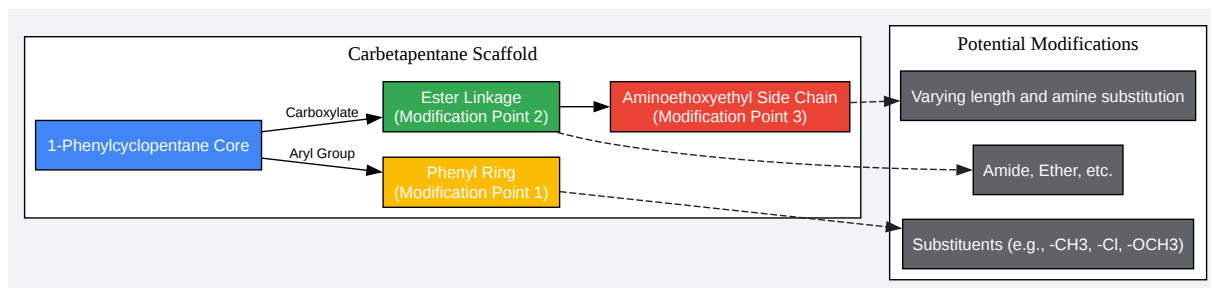 Carbetapentane Scaffold
Potential Modifications
1-Phenylcyclopentane Core
Carboxylate
Aryl Group
Ester Linkage
(Modification Point 2)
Phenyl Ring
(Modification Point 1)
Aminoethoxyethyl Side Chain
(Modification Point 3)
Varying length and amine substitution
Amide, Ether, etc.
Substituents (e.g., -CH3, -Cl, -OCH3)